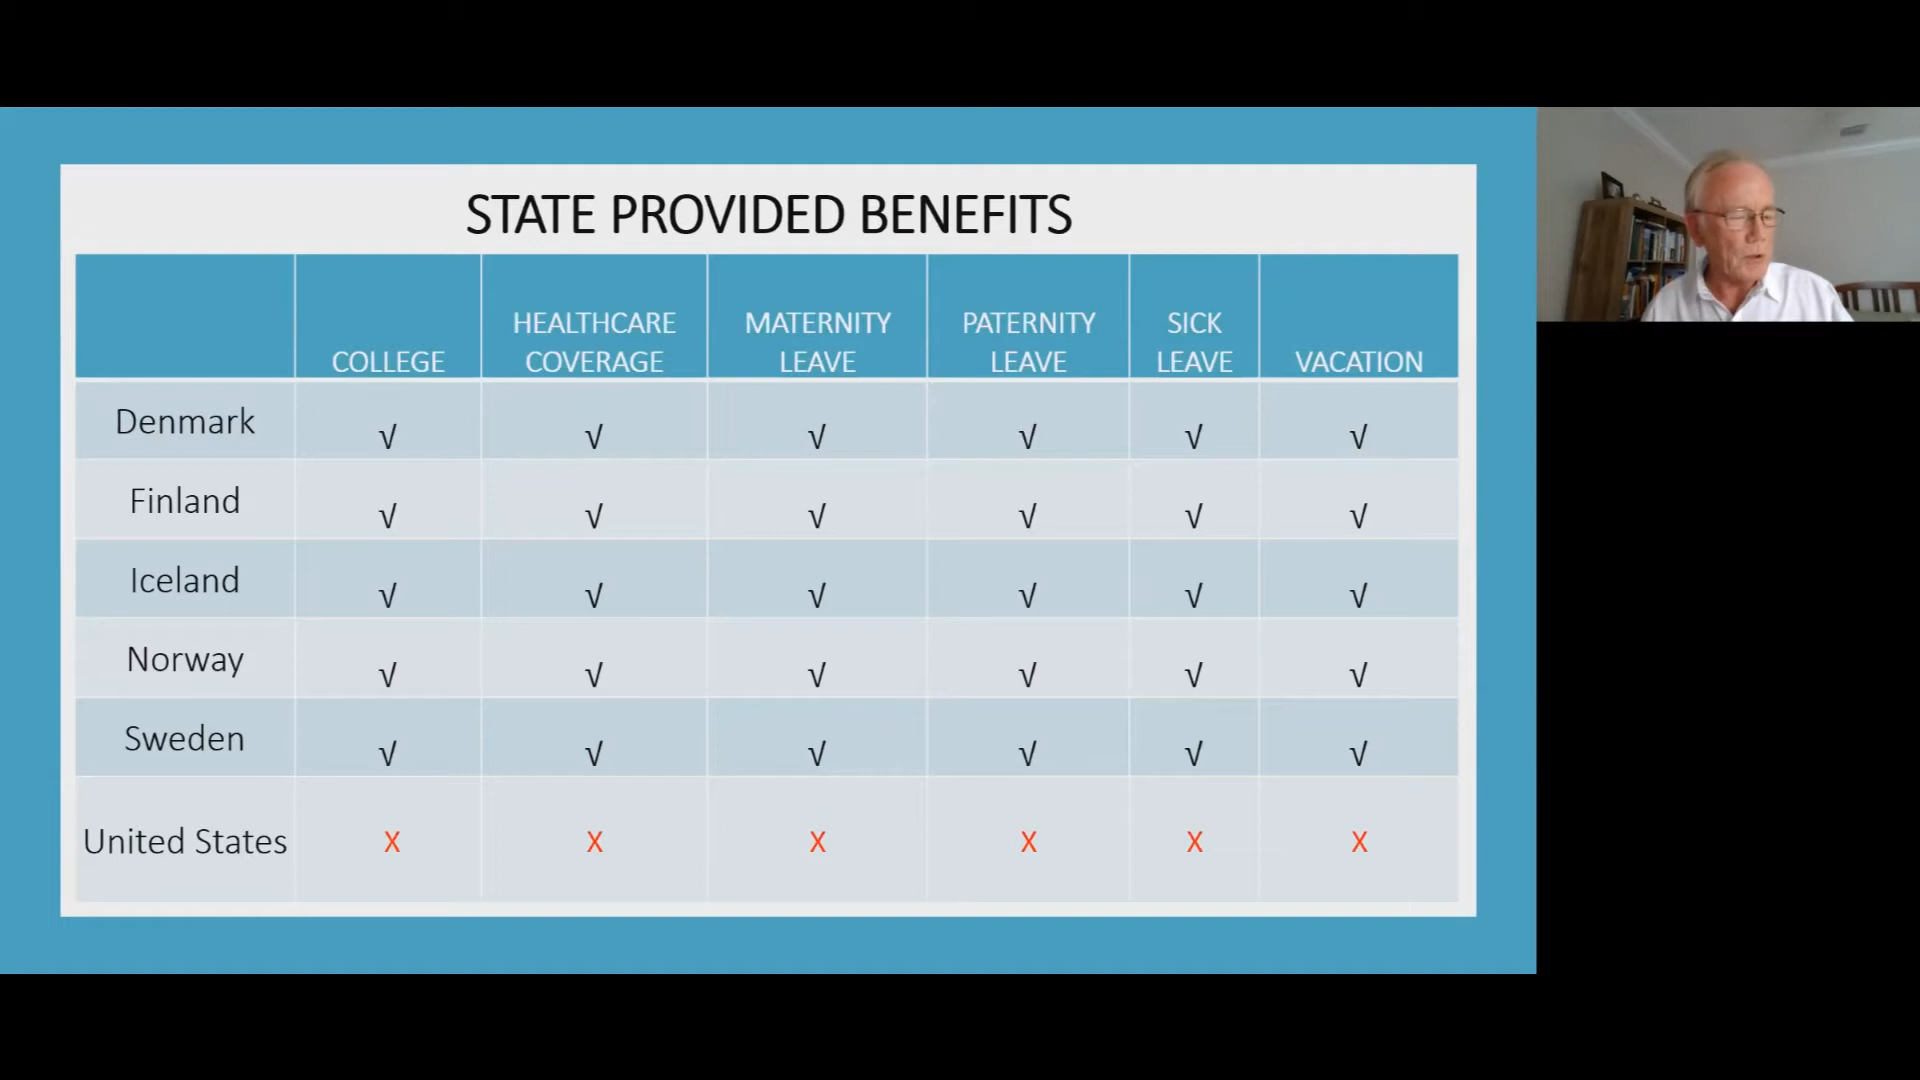 STATE PROVIDED BENEFITS
COLLEGE HEALTHCARE COVERAGE MATERNITY LEAVE PATERNITY LEAVE SICK LEAVE VACATION
Denmark √ √ √ √ √ √
Finland √ √ √ √ √ √
Iceland √ √ √ √ √ √
Norway √ √ √ √ √ √
Sweden √ √ √ √ √ √
United States X X X X X X